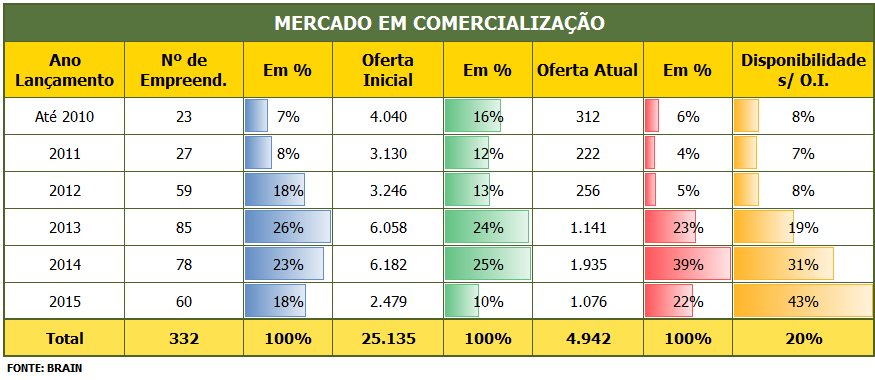 MERCADO EM COMERCIALIZAÇÃO
Ano Lançamento Nº de Empreend. Em % Oferta Inicial Em % Oferta Atual Em % Disponibilidade s/ O.I.
Até 2010 23 7% 4.040 16% 312 6% 8%
2011 27 8% 3.130 12% 222 4% 7%
2012 59 18% 3.246 13% 256 5% 8%
2013 85 26% 6.058 24% 1.141 23% 19%
2014 78 23% 6.182 25% 1.935 39% 31%
2015 60 18% 2.479 10% 1.076 22% 43%
Total 332 100% 25.135 100% 4.942 100% 20%
FONTE: BRAIN